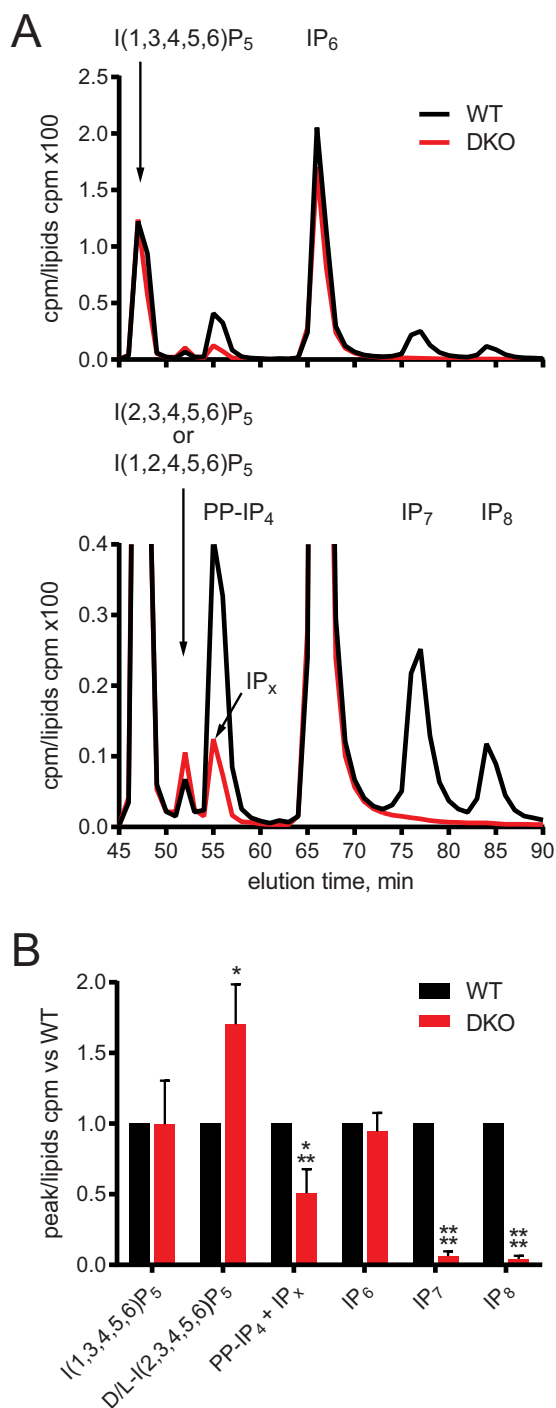 A
I(1,3,4,5,6)P5
IP6
WT
DKO
cpm/lipids cpm x100
2.5
2.0
1.5
1.0
0.5
0.0
I(2,3,4,5,6)P5
or
I(1,2,4,5,6)P5
PP-IP4
IP7
IP8
IPx
cpm/lipids cpm x100
0.4
0.3
0.2
0.1
0.0
45 50 55 60 65 70 75 80 85 90
elution time, min
B
WT
DKO
peak/lipids cpm vs WT
2.0
1.5
1.0
0.5
0.0
*
*
**
**
**
**
**
I(1,3,4,5,6)P5
D/L-I(2,3,4,5,6)P5
PP-IP4 + IPx
IP6
IP7
IP8